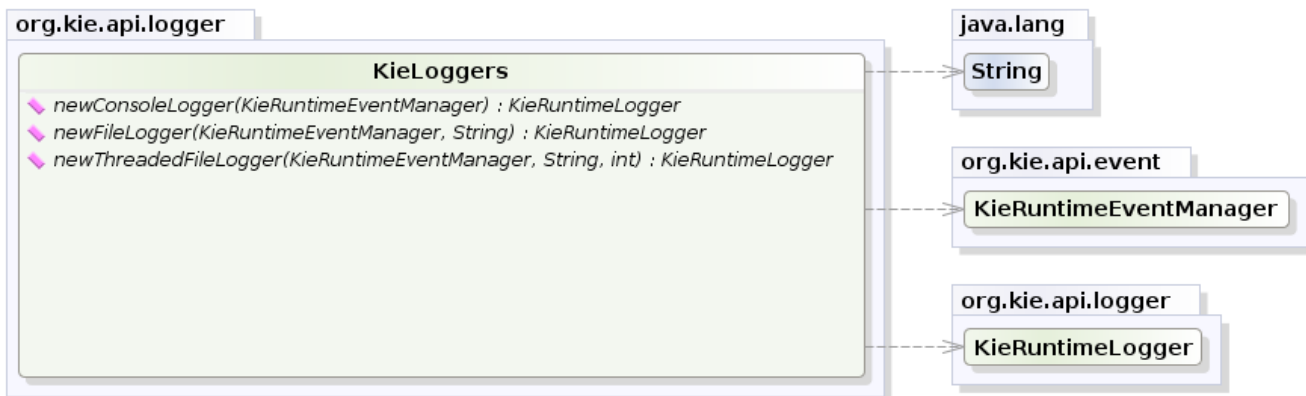 org.kie.api.logger
KieLoggers
newConsoleLogger(KieRuntimeEventManager) : KieRuntimeLogger
newFileLogger(KieRuntimeEventManager, String) : KieRuntimeLogger
newThreadedFileLogger(KieRuntimeEventManager, String, int) : KieRuntimeLogger
java.lang
String
org.kie.api.event
KieRuntimeEventManager
org.kie.api.logger
KieRuntimeLogger